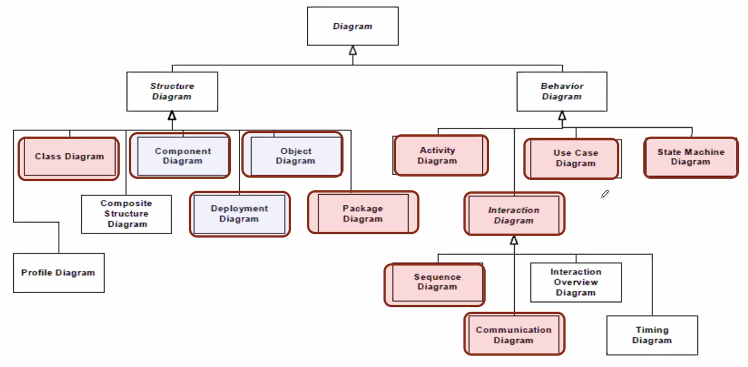 Diagram
Structure
Diagram
Behavior
Diagram
Class Diagram
Component
Diagram
Object
Diagram
Activity
Diagram
Use Case
Diagram
State Machine
Diagram
Composite
Structure
Diagram
Deployment
Diagram
Package
Diagram
Interaction
Diagram
Profile Diagram
Sequence
Diagram
Interaction
Overview
Diagram
Communication
Diagram
Timing
Diagram